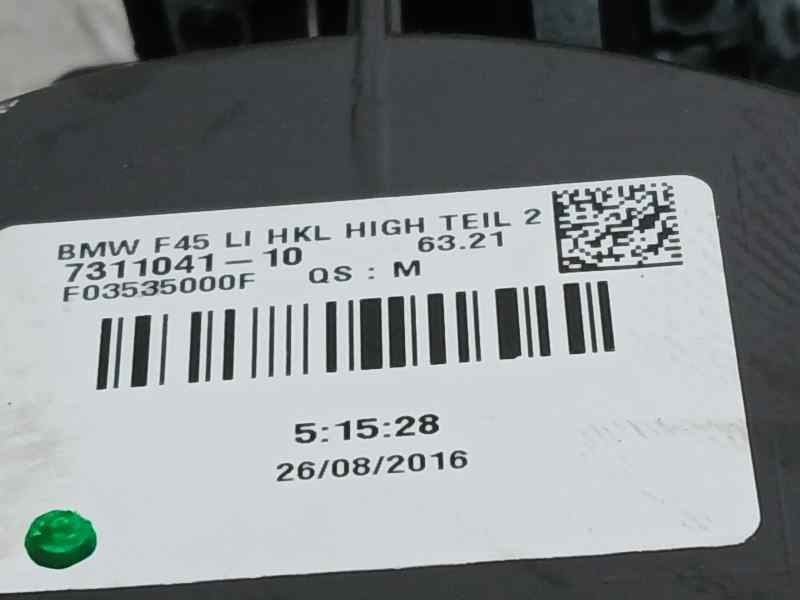 BMW F45 LI HKL HIGH TEIL 2
7311041-10 63.21
F03535000F QS : M
5:15:28
26/08/2016